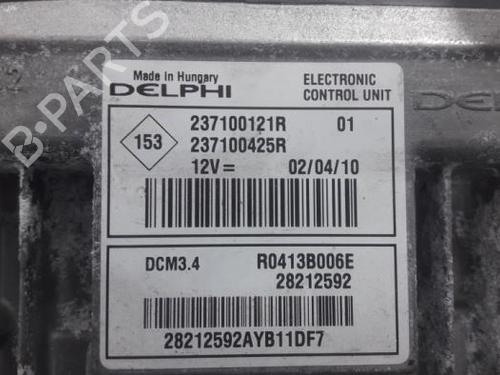 B-PARTS
Made in Hungary
DELPHI
ELECTRONIC
CONTROL UNIT
153
237100121R 01
237100425R
12V= 02/04/10
DCM3.4 R0413B006E
28212592
28212592AYB11DF7